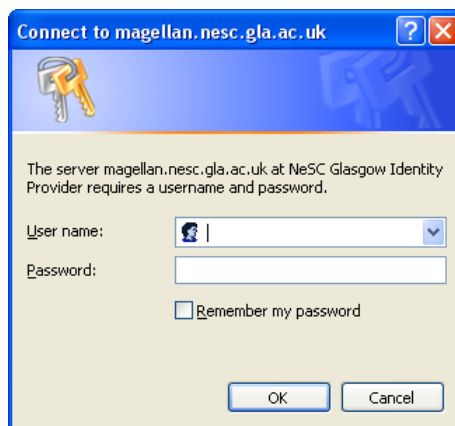 Connect to magellan.nesc.gla.ac.uk
The server magellan.nesc.gla.ac.uk at NeSC Glasgow Identity
Provider requires a username and password.
User name:
Password:
Remember my password
OK Cancel